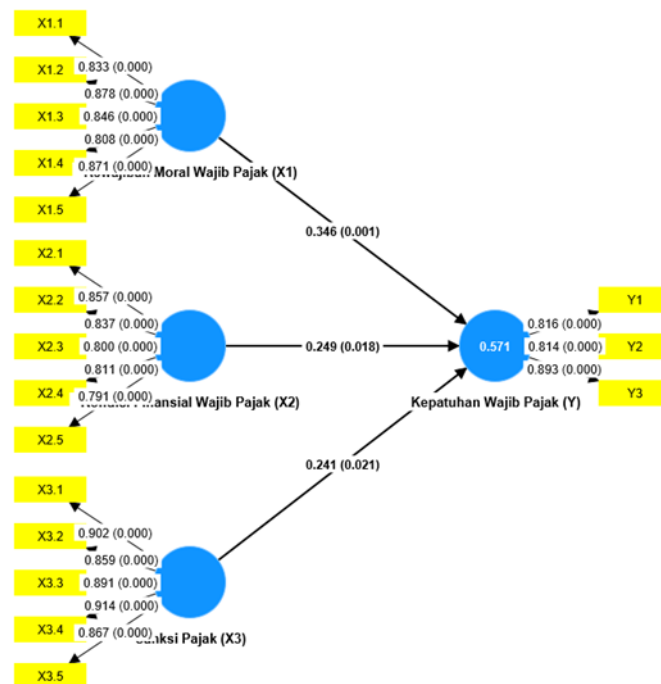 X1.1
0.833 (0.000)
X1.2
0.878 (0.000)
X1.3
0.846 (0.000)
0.808 (0.000)
X1.4
0.871 (0.000)
Moral Wajib Pajak (X1)
X1.5
0.346 (0.001)
X2.1
0.857 (0.000)
X2.2
0.837 (0.000)
X2.3
0.800 (0.000)
0.811 (0.000)
X2.4
0.791 (0.000)
Wajib Pajak (X2)
X2.5
0.249 (0.018)
0.571
Kepatuhan Wajib Pajak (Y)
0.816 (0.000)
Y1
0.814 (0.000)
Y2
0.893 (0.000)
Y3
0.241 (0.021)
X3.1
0.902 (0.000)
X3.2
0.859 (0.000)
X3.3
0.891 (0.000)
0.914 (0.000)
X3.4
0.867 (0.000)
Sanksi Pajak (X3)
X3.5